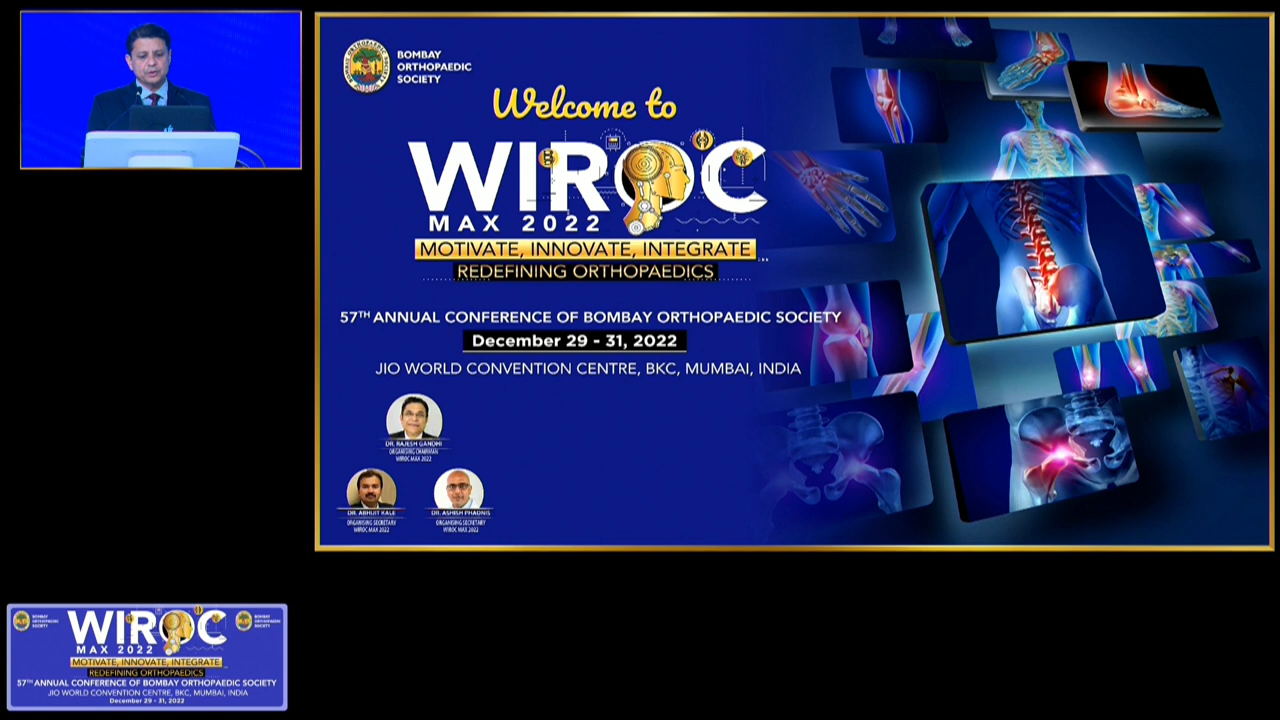 BOMBAY
ORTHOPAEDIC
SOCIETY
Welcome to
WIROC
MAX 2022
MOTIVATE, INNOVATE, INTEGRATE
REDEFINING ORTHOPAEDICS
57TH ANNUAL CONFERENCE OF BOMBAY ORTHOPAEDIC SOCIETY
December 29 - 31, 2022
JIO WORLD CONVENTION CENTRE, BKC, MUMBAI, INDIA
DR. RAJESH GANDHI
ORGANISING CHAIRMAN
WIROC MAX 2022
DR. ABHIJIT KALE
ORGANISING SECRETARY
WIROC MAX 2022
DR. ASHISH PHADNIS
ORGANISING SECRETARY
WIROC MAX 2022
BOMBAY
ORTHOPAEDIC
SOCIETY
WIROC
MAX 2022
MOTIVATE, INNOVATE, INTEGRATE
REDEFINING ORTHOPAEDICS
57TH ANNUAL CONFERENCE OF BOMBAY ORTHOPAEDIC SOCIETY
JIO WORLD CONVENTION CENTRE, BKC, MUMBAI, INDIA
December 29 - 31, 2022
BOMBAY
ORTHOPAEDIC
SOCIETY